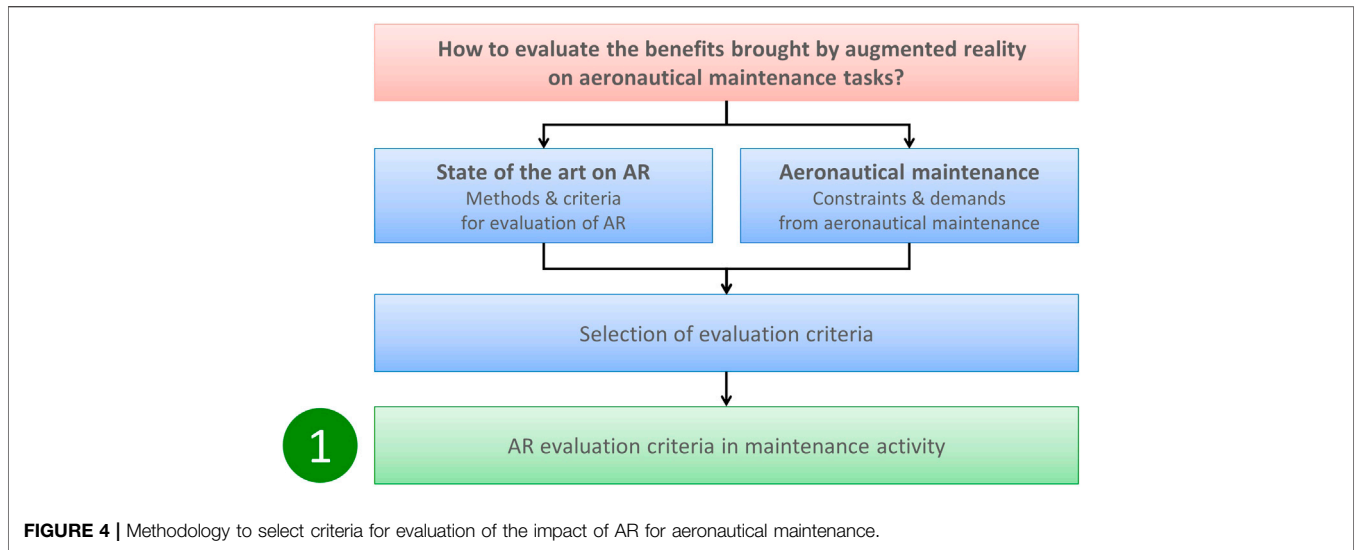 How to evaluate the benefits brought by augmented reality
on aeronautical maintenance tasks?
State of the art on AR
Methods & criteria
for evaluation of AR
Aeronautical maintenance
Constraints & demands
from aeronautical maintenance
Selection of evaluation criteria
1
AR evaluation criteria in maintenance activity
FIGURE 4 | Methodology to select criteria for evaluation of the impact of AR for aeronautical maintenance.